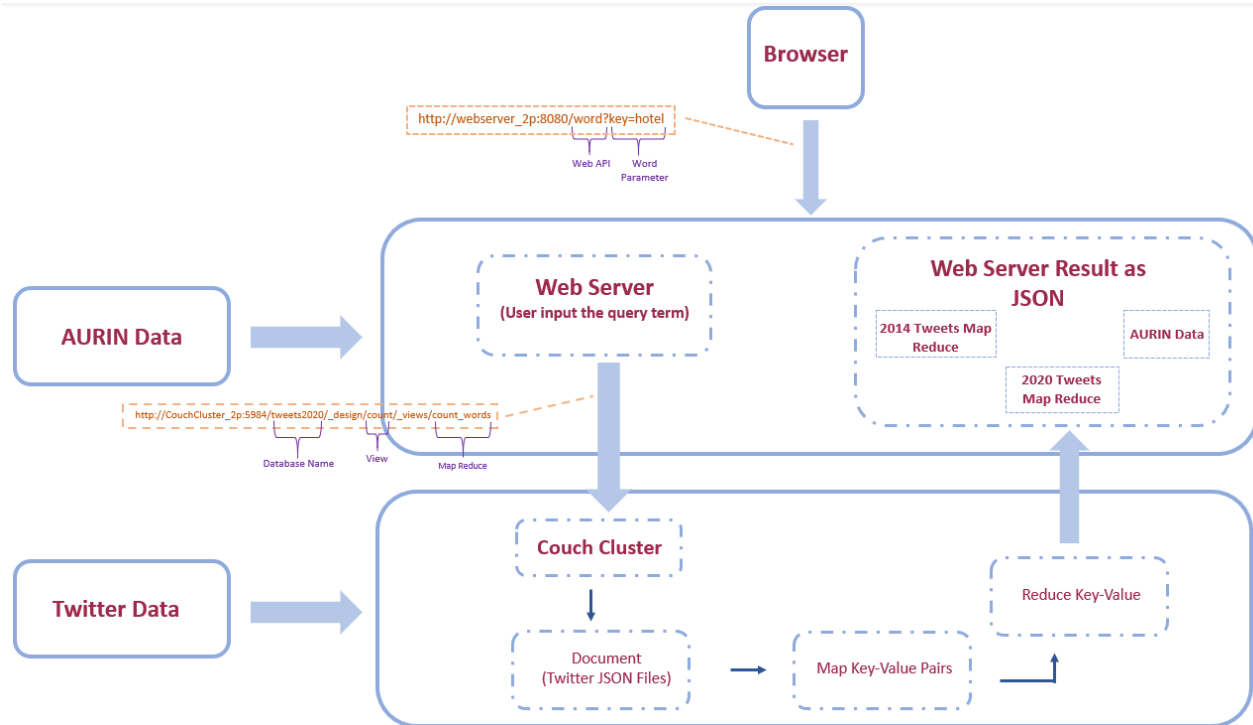 Browser
http://webserver_2p:8080/word?key=hotel
Web API
Word
Parameter
Web Server
(User input the query term)
Web Server Result as
JSON
2014 Tweets Map
Reduce
AURIN Data
2020 Tweets
Map Reduce
AURIN Data
http://CouchCluster_2p:5984/tweets2020/_design/count/_views/count_words
Database Name
View
Map Reduce
Twitter Data
Couch Cluster
Document
(Twitter JSON Files)
Map Key-Value Pairs
Reduce Key-Value